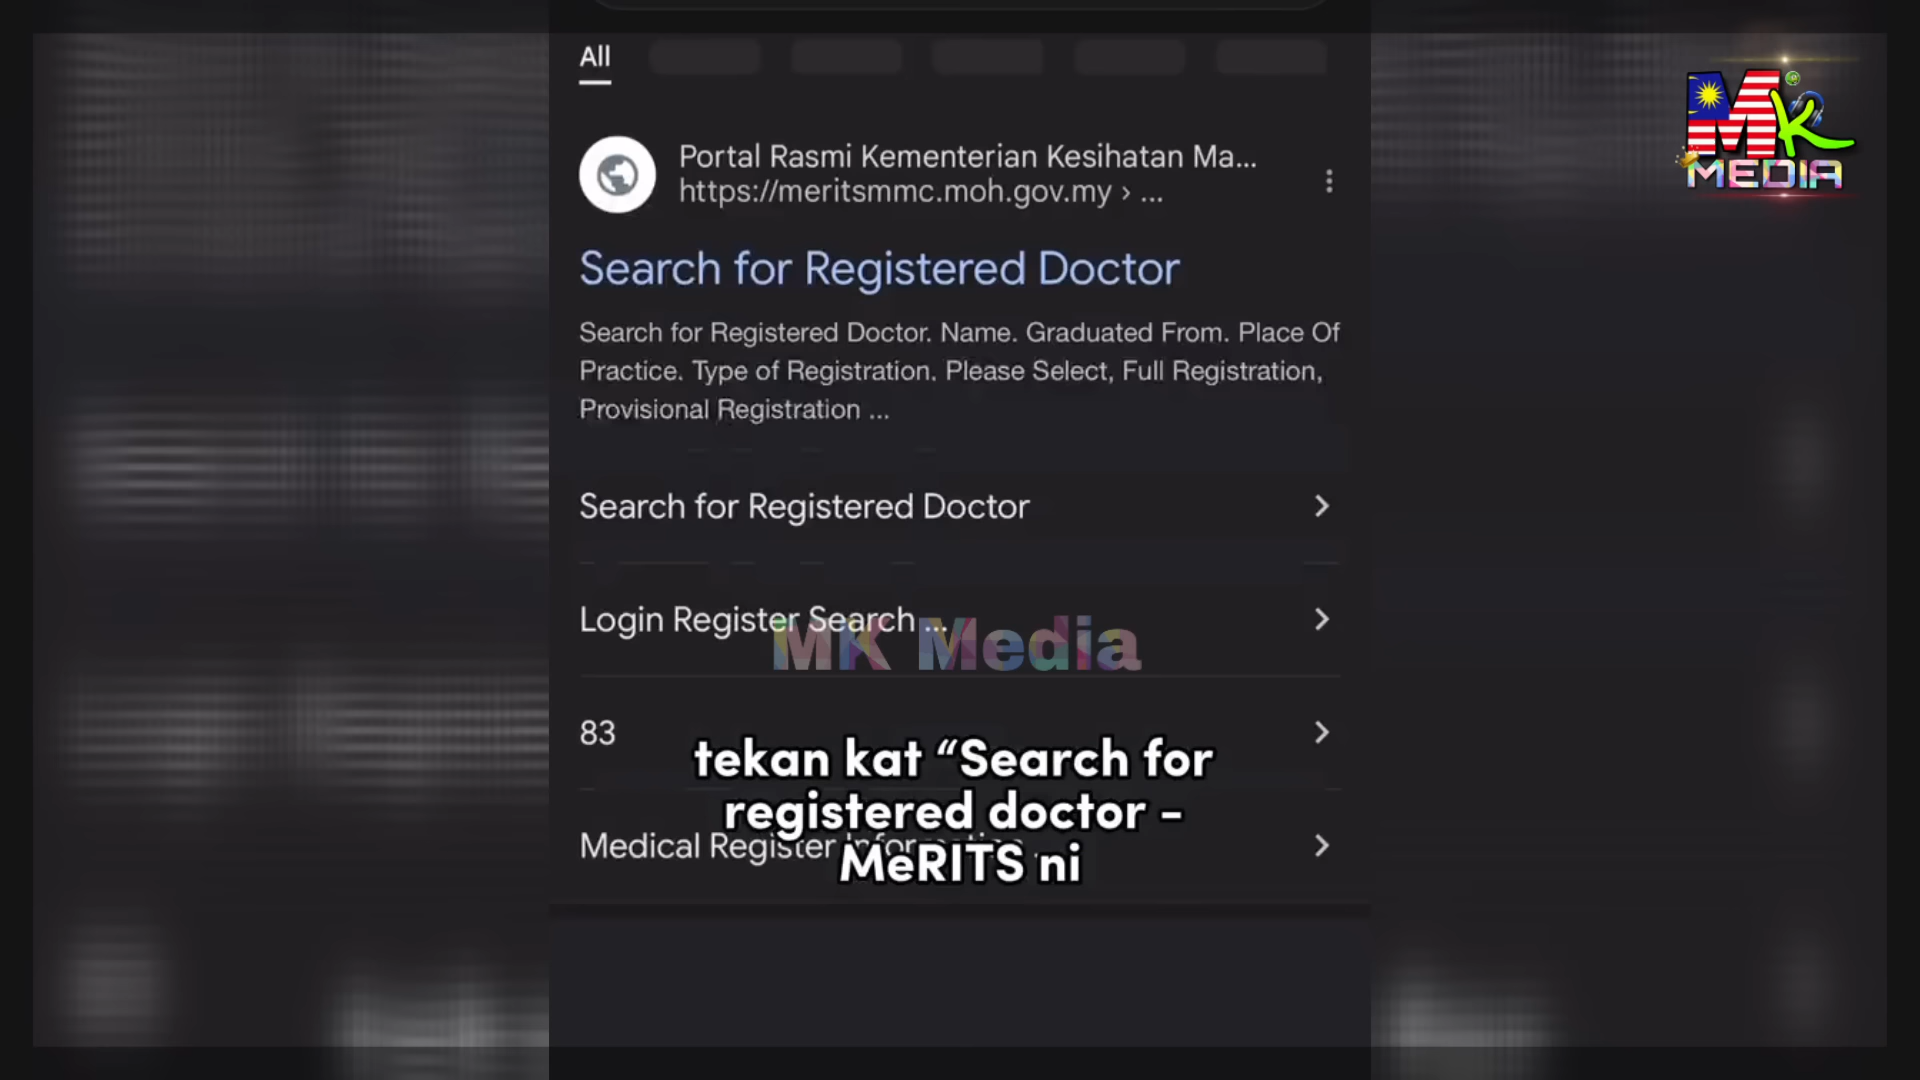 All
MK
MEDIA
Portal Rasmi Kementerian Kesihatan Ma...
https://meritsmmc.moh.gov.my › ...
Search for Registered Doctor
Search for Registered Doctor. Name. Graduated From. Place Of
Practice. Type of Registration. Please Select, Full Registration,
Provisional Registration ...
Search for Registered Doctor
Login Register Search ...
MK Media
83
tekan kat “Search for
registered doctor -
Medical Register
MeRITS ni